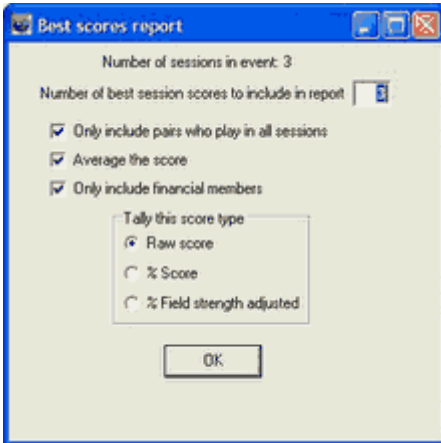 Best scores report
Number of sessions in event: 3
Number of best session scores to include in report 3
Only include pairs who play in all sessions
Average the score
Only include financial members
Tally this score type
Raw score
% Score
% Field strength adjusted
OK